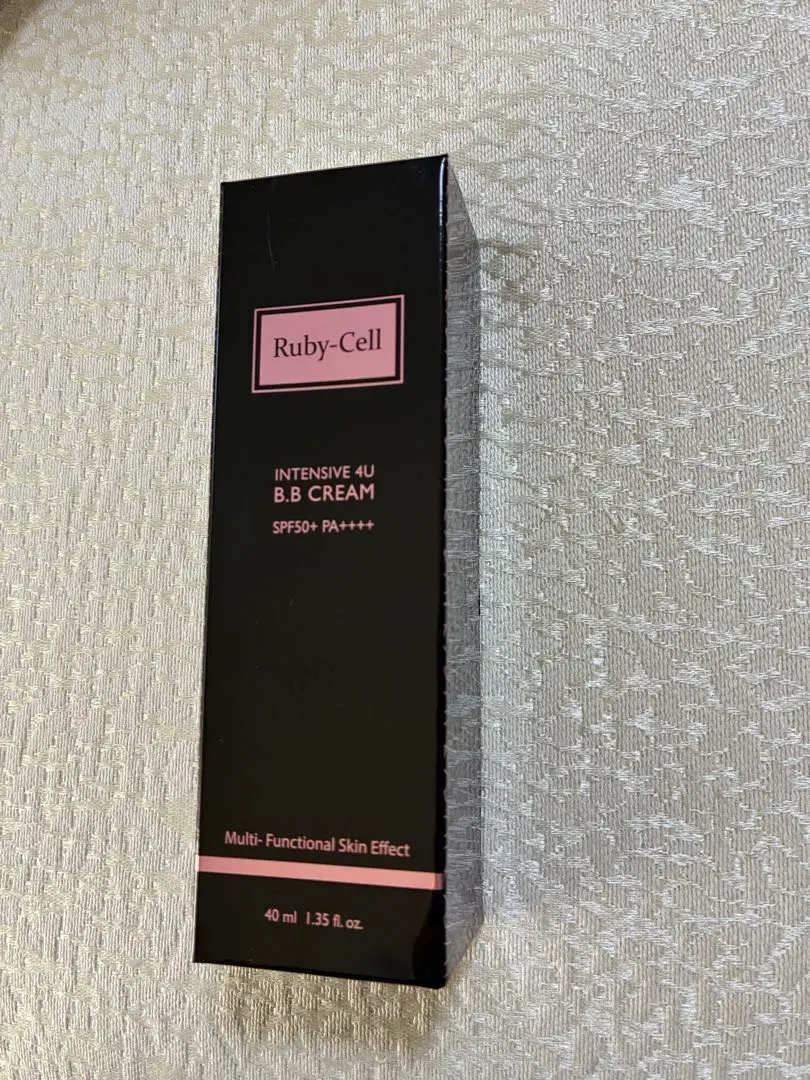 Ruby-Cell
INTENSIVE 4U
B.B CREAM
SPF50+ PA++++
Multi- Functional Skin Effect
40 ml 1.35 fl. oz.